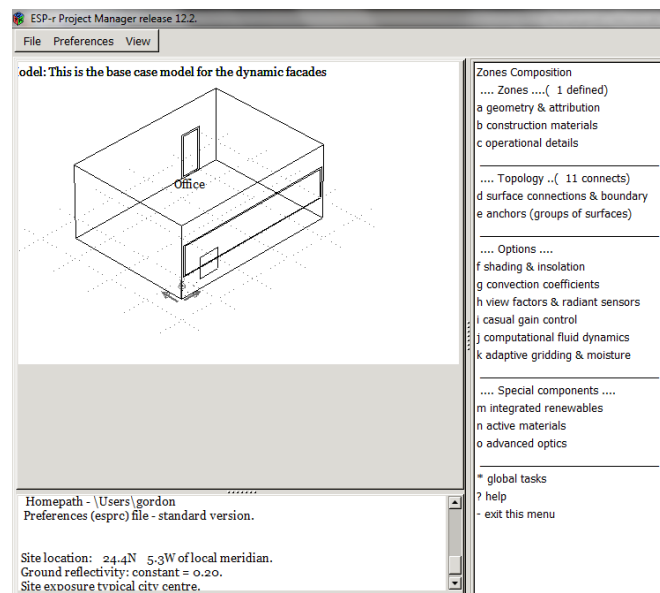 ESP-r Project Manager release 12.2.
File Preferences View
odel: This is the base case model for the dynamic facades
Office
Zones Composition
.... Zones ....( 1 defined)
a geometry & attribution
b construction materials
c operational details
.... Topology ..( 11 connects)
d surface connections & boundary
e anchors (groups of surfaces)
.... Options ....
f shading & insolation
g convection coefficients
h view factors & radiant sensors
i casual gain control
j computational fluid dynamics
k adaptive gridding & moisture
.... Special components ....
m integrated renewables
n active materials
o advanced optics
* global tasks
? help
- exit this menu
Homepath - \Users\gordon
Preferences (esprc) file - standard version.
Site location: 24.4N 5.3W of local meridian.
Ground reflectivity: constant = 0.20.
Site exposure typical city centre.